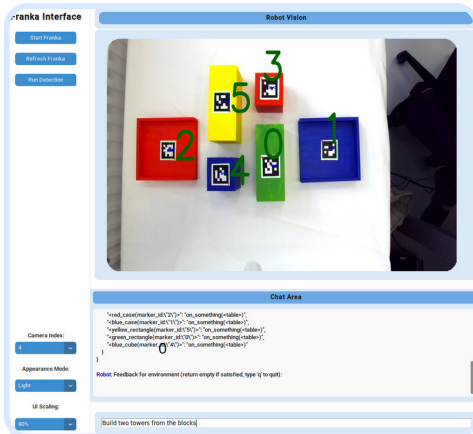 Franka Interface
Start Franka
Refresh Franka
Run Detection
Camera Index:
4
Appearance Mode:
Light
UI Scaling:
80%
Robot Vision
3
5
2
0
1
4
Chat Area
"<red_case(marker_id:\"2\")>": "on_something(<table>)",
"<blue_case(marker_id:\"1\")>": "on_something(<table>)",
"<yellow_rectangle(marker_id:\"5\")>": "on_something(<table>)",
"<green_rectangle(marker_id:\"0\")>": "on_something(<table>)",
"<blue_cube(marker_id:\"4\")>": "on_something(<table>)"
}
}
0
Robot: Feedback for environment (return empty if satisfied, type 'q' to quit):
Build two towers from the blocks